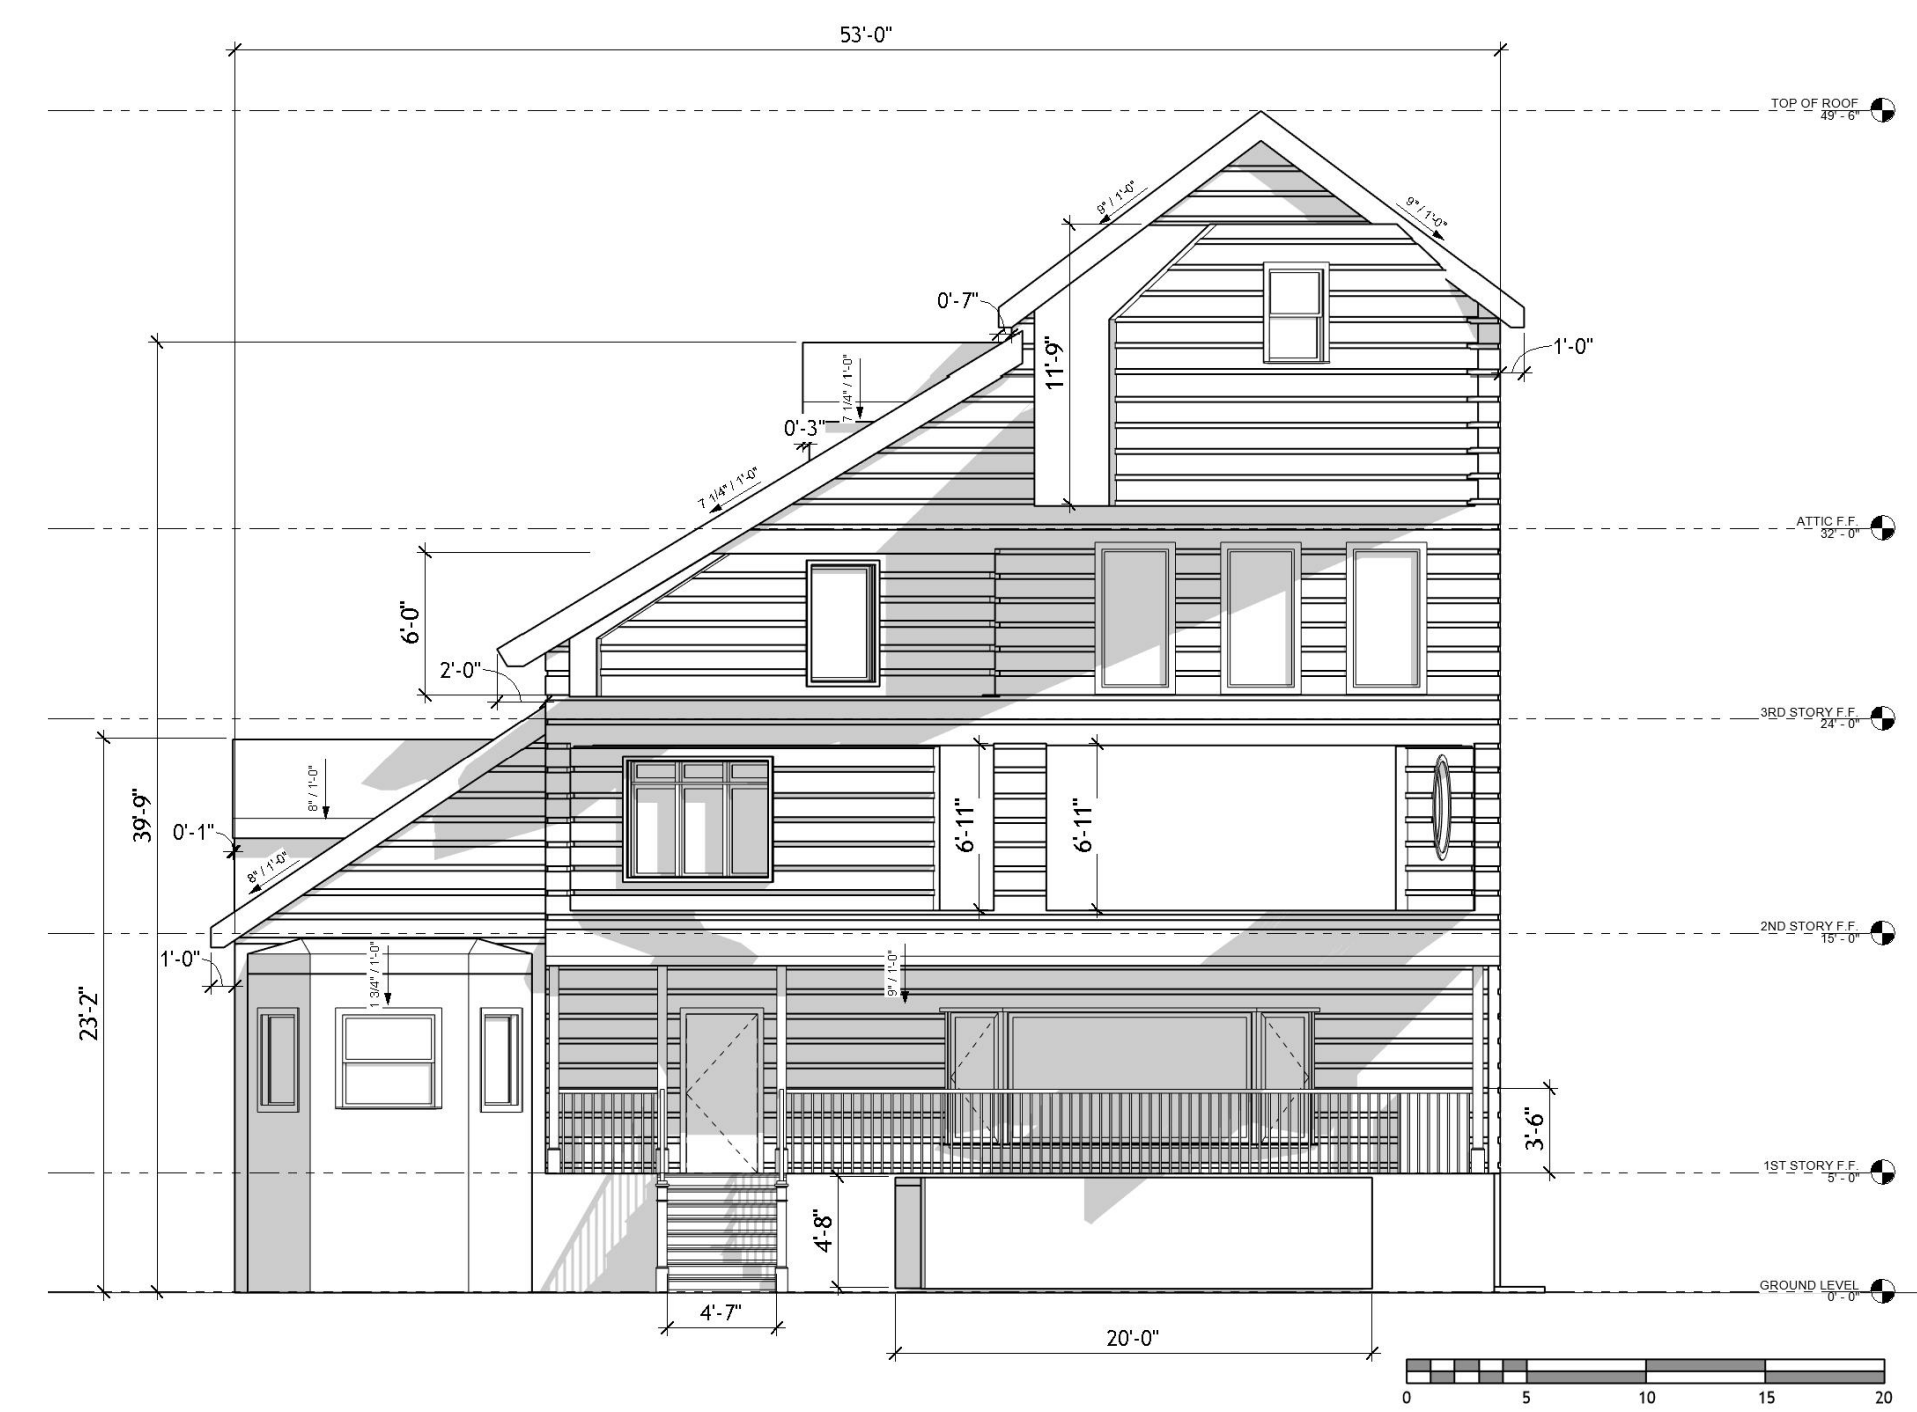 53'-0"
TOP OF ROOF
49' - 6"
9" / 1'-0"
9" / 1'-0"
0'-7"
11'-9"
1'-0"
7 1/4" / 1'-0"
0'-3"
7 1/4" / 1'-0"
ATTIC F.F.
32' - 0"
6'-0"
2'-0"
3RD STORY F.F.
24' - 0"
39'-9"
8" / 1'-0"
0'-1"
8" / 1'-0"
6'-11"
6'-11"
2ND STORY F.F.
15' - 0"
1'-0"
1 3/4" / 1'-0"
9" / 1'-0"
23'-2"
3'-6"
1ST STORY F.F.
5' - 0"
4'-8"
GROUND LEVEL
0' - 0"
4'-7"
20'-0"
0 5 10 15 20